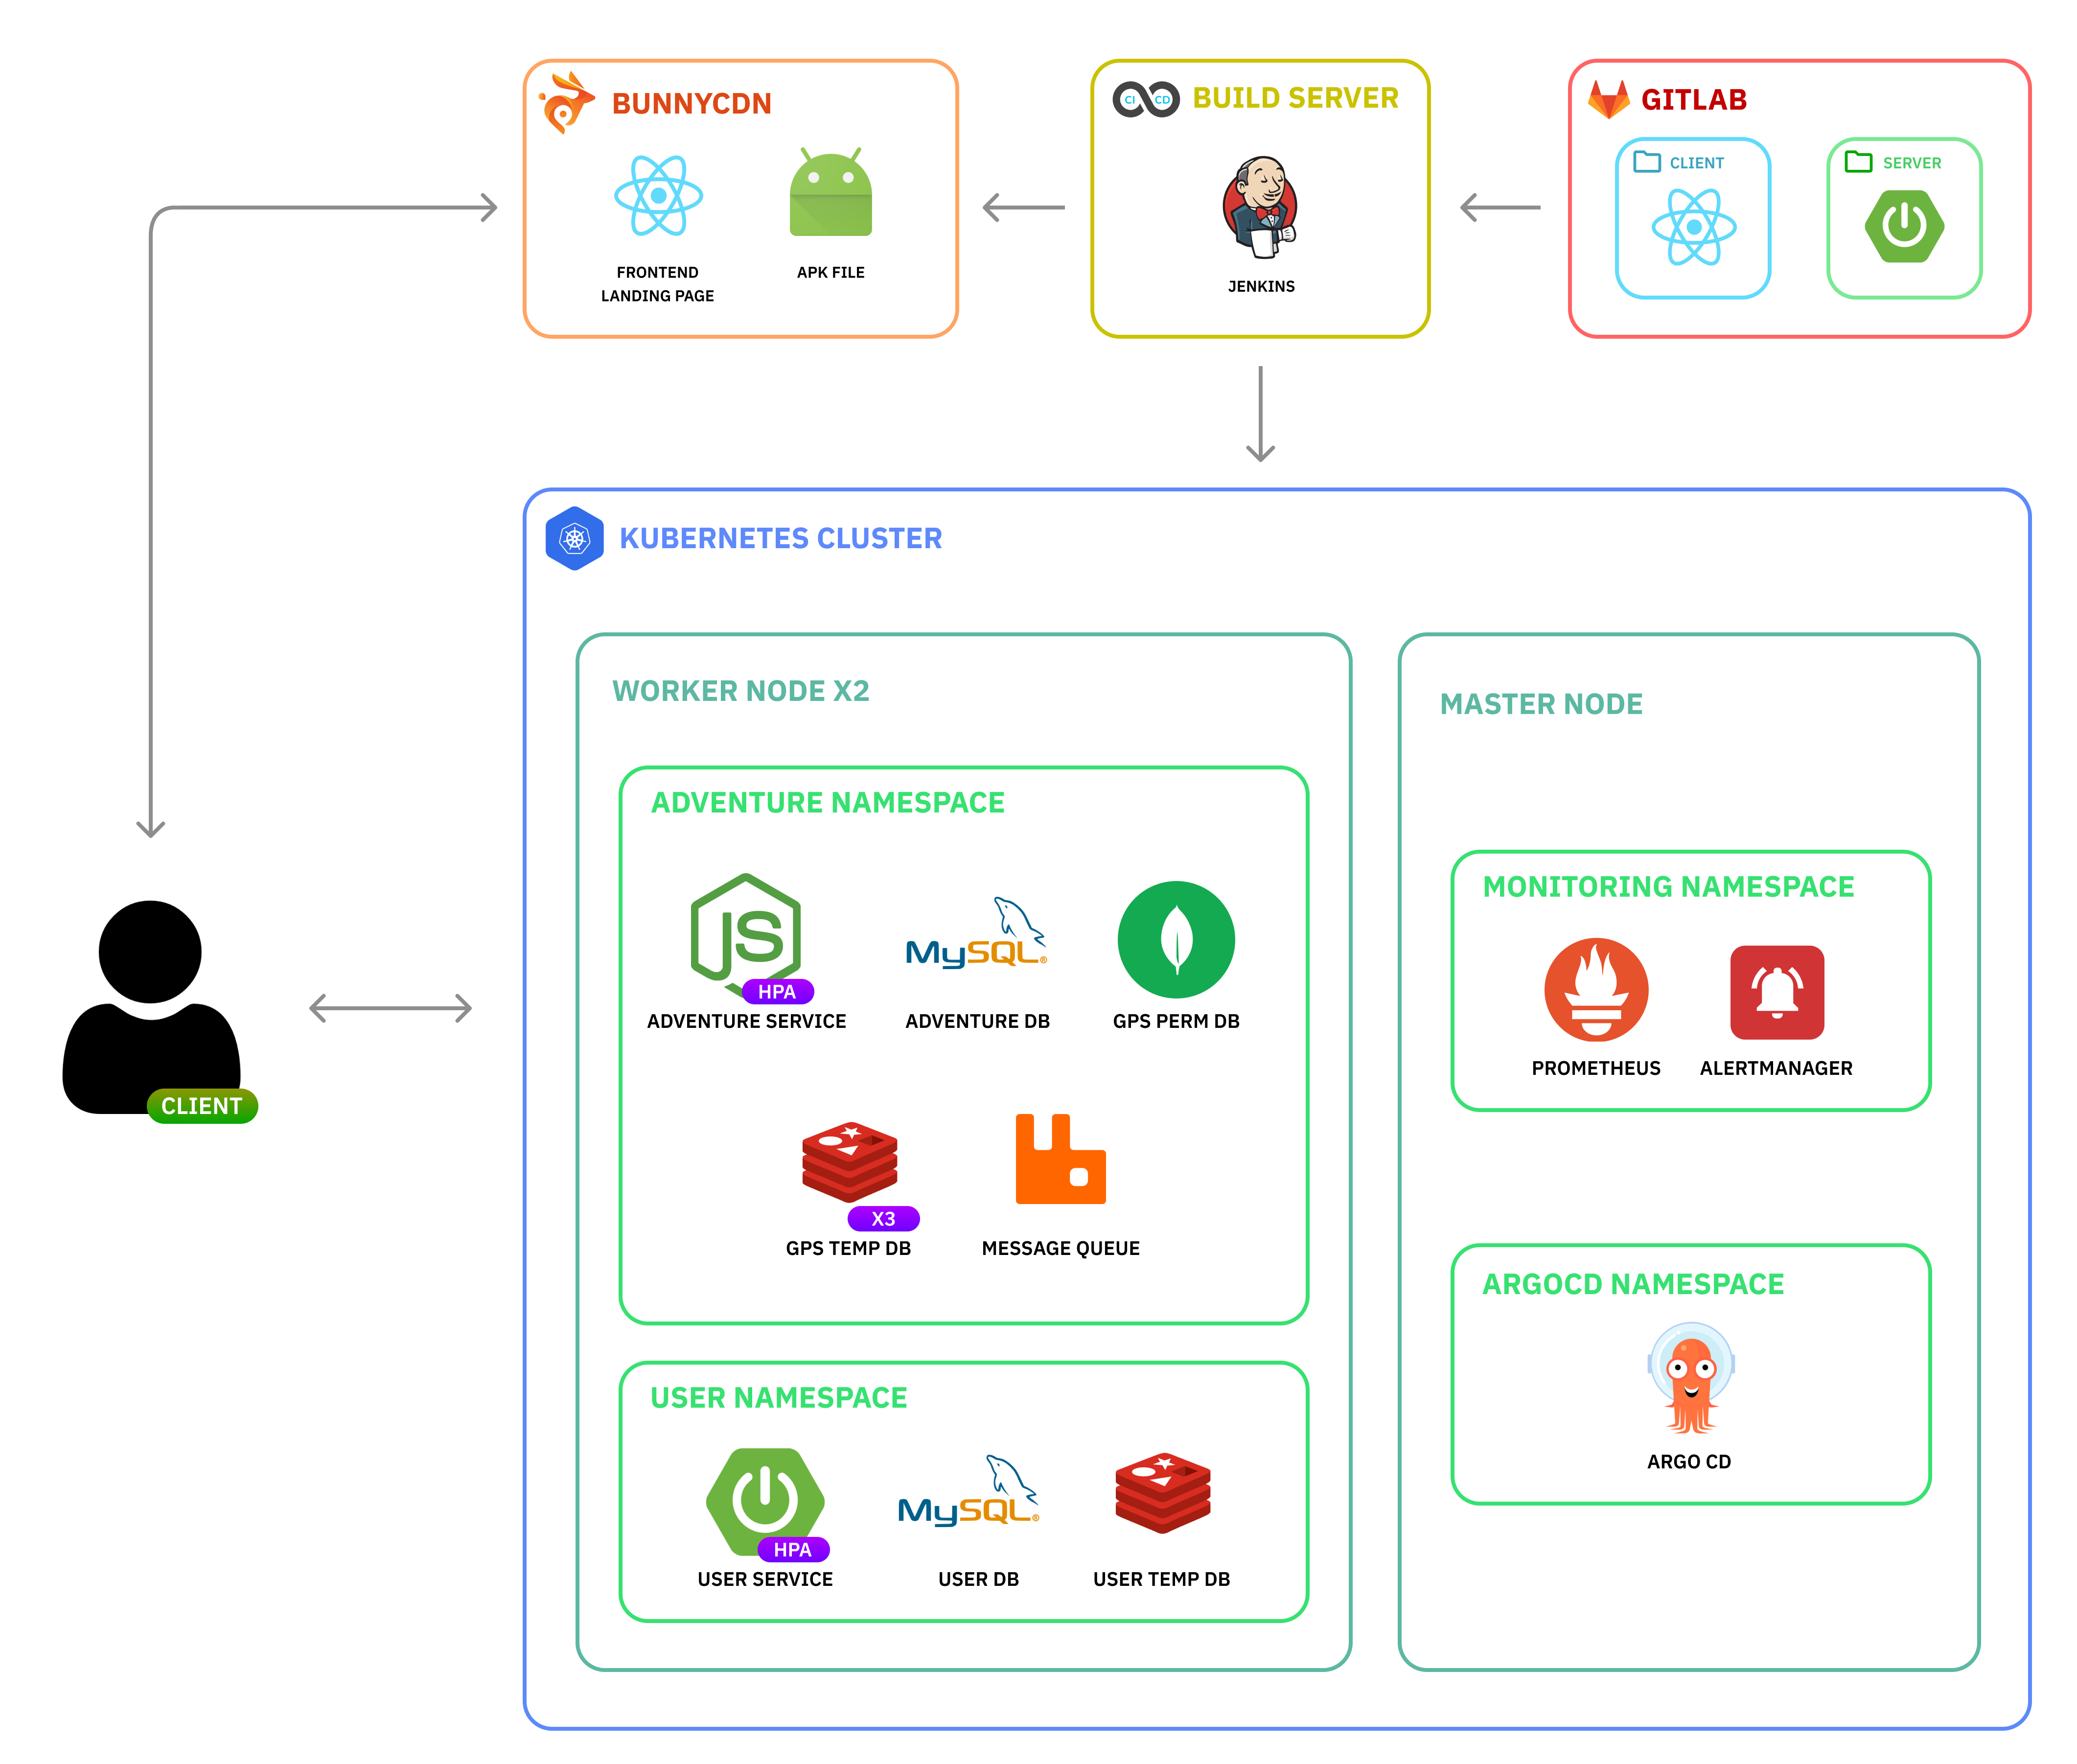 BUNNYCDN
FRONTEND
LANDING PAGE
APK FILE
CI CD
BUILD SERVER
JENKINS
GITLAB
CLIENT
SERVER
KUBERNETES CLUSTER
WORKER NODE X2
ADVENTURE NAMESPACE
JS
HPA
ADVENTURE SERVICE
MySQL®
ADVENTURE DB
GPS PERM DB
X3
GPS TEMP DB
MESSAGE QUEUE
USER NAMESPACE
HPA
USER SERVICE
MySQL®
USER DB
USER TEMP DB
MASTER NODE
MONITORING NAMESPACE
PROMETHEUS
ALERTMANAGER
ARGOCD NAMESPACE
ARGO CD
CLIENT